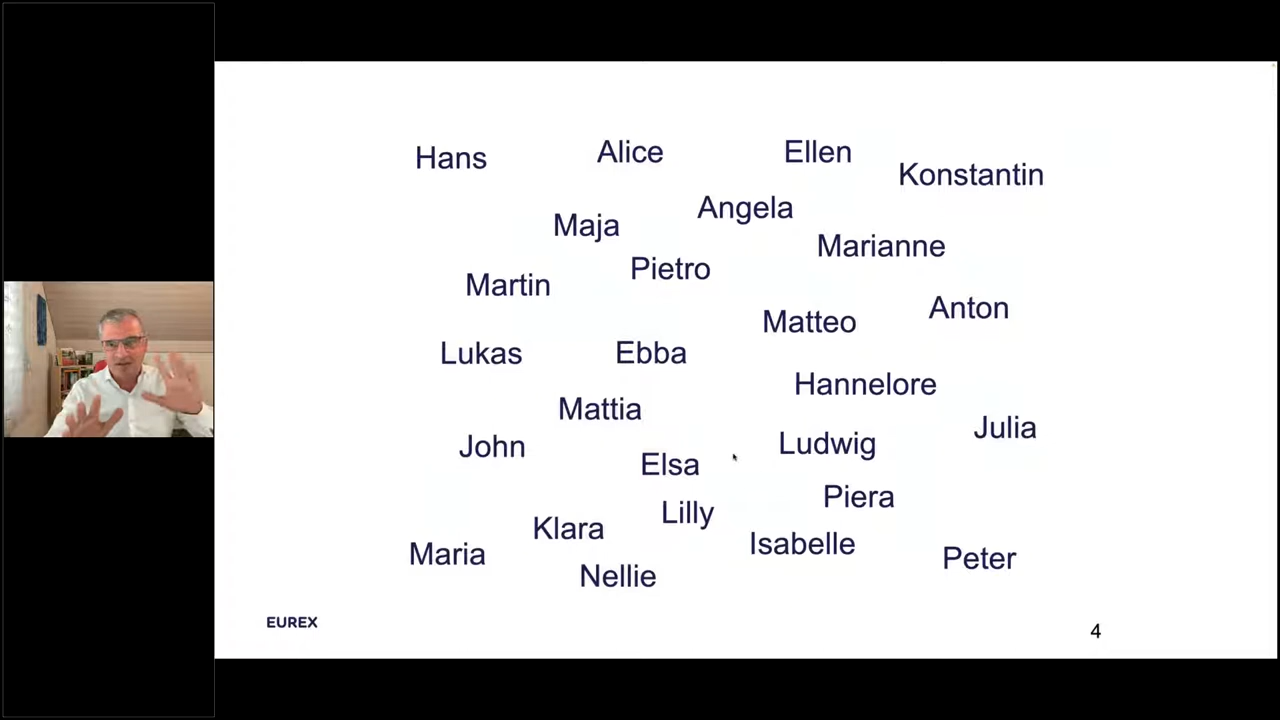 Hans
Alice
Ellen
Konstantin
Angela
Maja
Marianne
Pietro
Martin
Anton
Matteo
Lukas
Ebba
Hannelore
Mattia
Julia
Ludwig
John
Elsa
Piera
Lilly
Klara
Isabelle
Maria
Peter
Nellie
EUREX
4